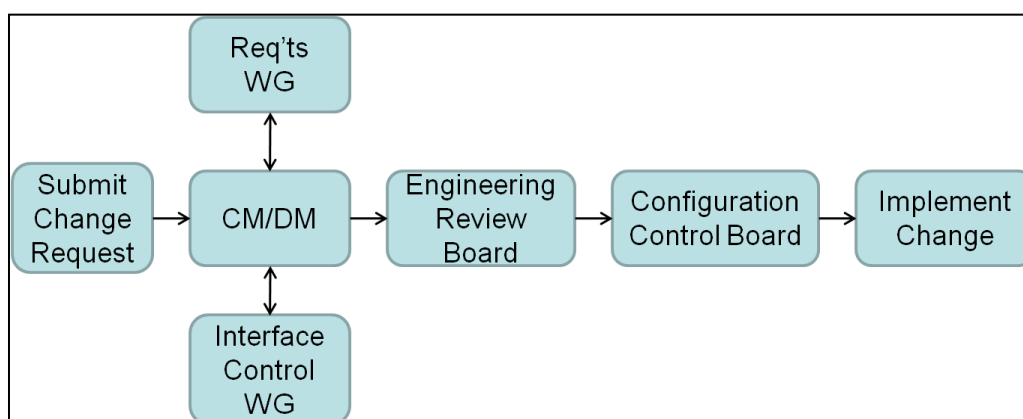 Req'ts
WG
Submit
Change
Request
CM/DM
Engineering
Review
Board
Configuration
Control Board
Implement
Change
Interface
Control
WG